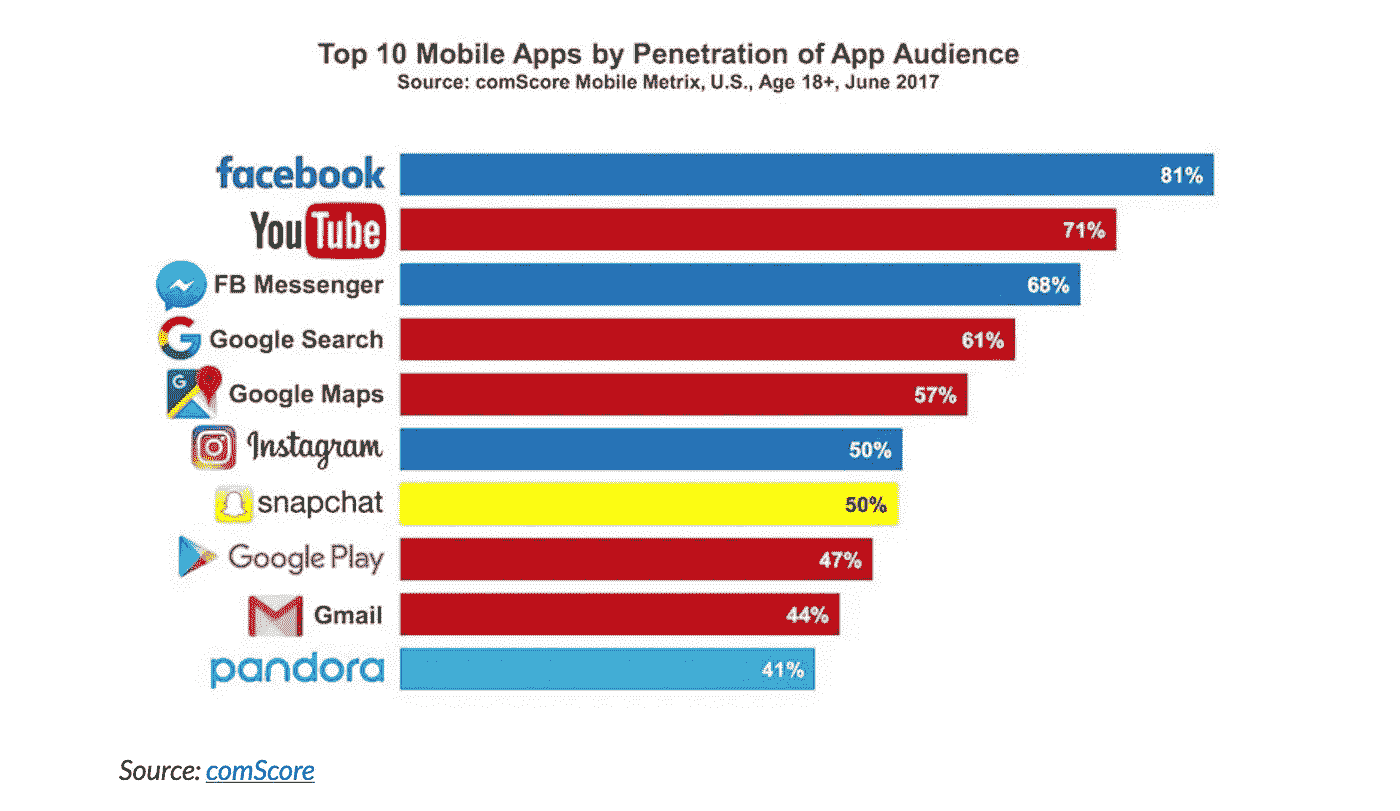 Top 10 Mobile Apps by Penetration of App Audience
Source: comScore Mobile Metrix, U.S., Age 18+, June 2017
facebook 81%
YouTube 71%
FB Messenger 68%
G Google Search 61%
G Google Maps 57%
Instagram 50%
snapchat 50%
Google Play 47%
M Gmail 44%
pandora 41%
Source: comScore